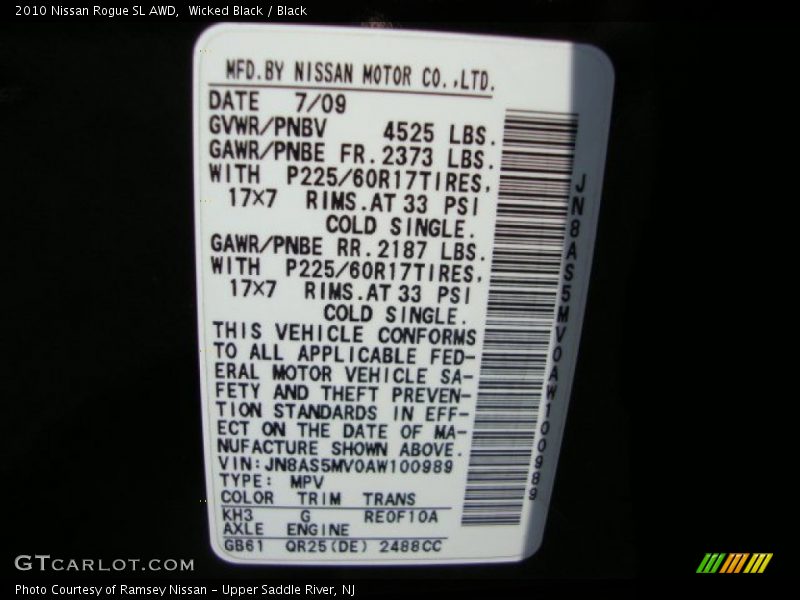 2010 Nissan Rogue SL AWD,  Wicked Black / Black
MFD.BY NISSAN MOTOR CO.,LTD.
DATE 7/09
GVWR/PNBV 4525 LBS.
GAWR/PNBE FR.2373 LBS.
WITH P225/60R17TIRES,
17×7 RIMS.AT 33 PSI
COLD SINGLE.
GAWR/PNBE RR.2187 LBS.
WITH P225/60R17TIRES,
17×7 RIMS.AT 33 PSI
COLD SINGLE.
THIS VEHICLE CONFORMS
TO ALL APPLICABLE FED-
ERAL MOTOR VEHICLE SA-
FETY AND THEFT PREVEN-
TION STANDARDS IN EFF-
ECT ON THE DATE OF MA-
NUFACTURE SHOWN ABOVE.
VIN:JN8AS5MV0AW100989
TYPE: MPV
COLOR TRIM TRANS
KH3 G RE0F10A
AXLE ENGINE
GB61 QR25(DE) 2488CC
JN8AS5MV0AW100989
GTCARLOT.COM
Photo Courtesy of Ramsey Nissan - Upper Saddle River, NJ